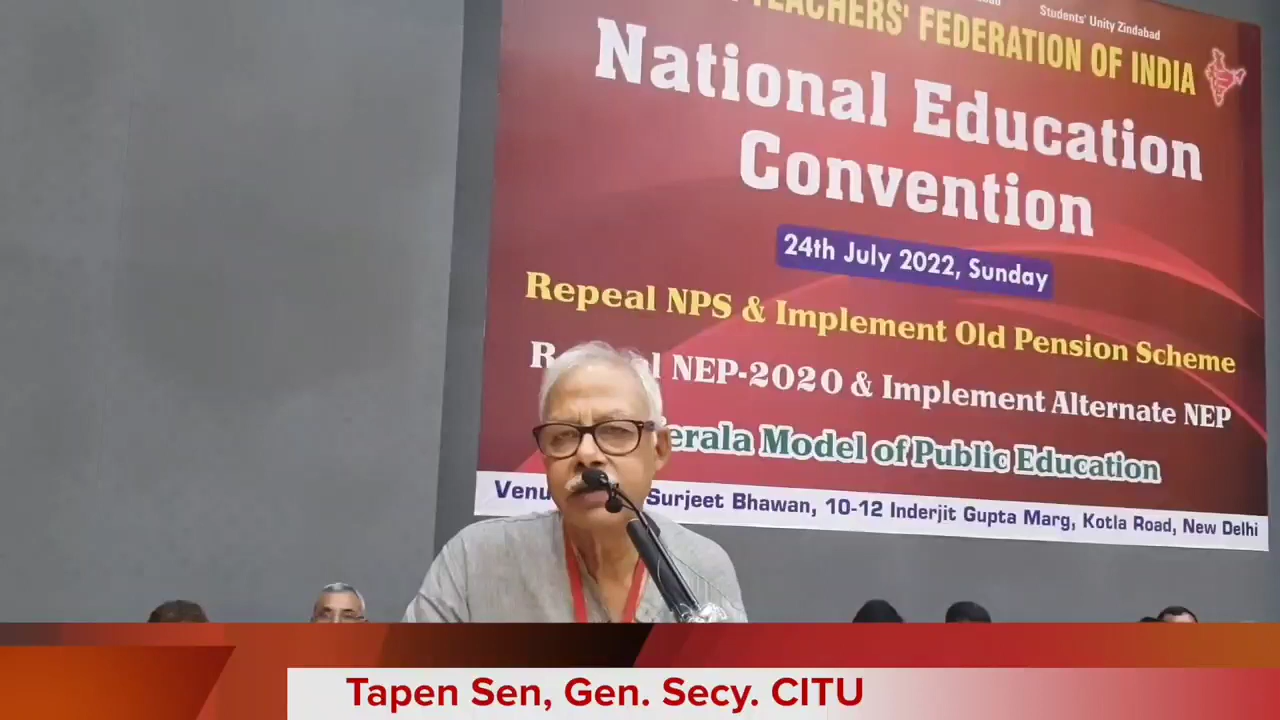 Students' Unity Zindabad
TEACHERS' FEDERATION OF INDIA
National Education
Convention
24th July 2022, Sunday
Repeal NPS & Implement Old Pension Scheme
NEP-2020 & Implement Alternate NEP
Model of Public Education
Surjeet Bhawan, 10-12 Inderjit Gupta Marg, Kotla Road, New Delhi
Tapen Sen, Gen. Secy. CITU